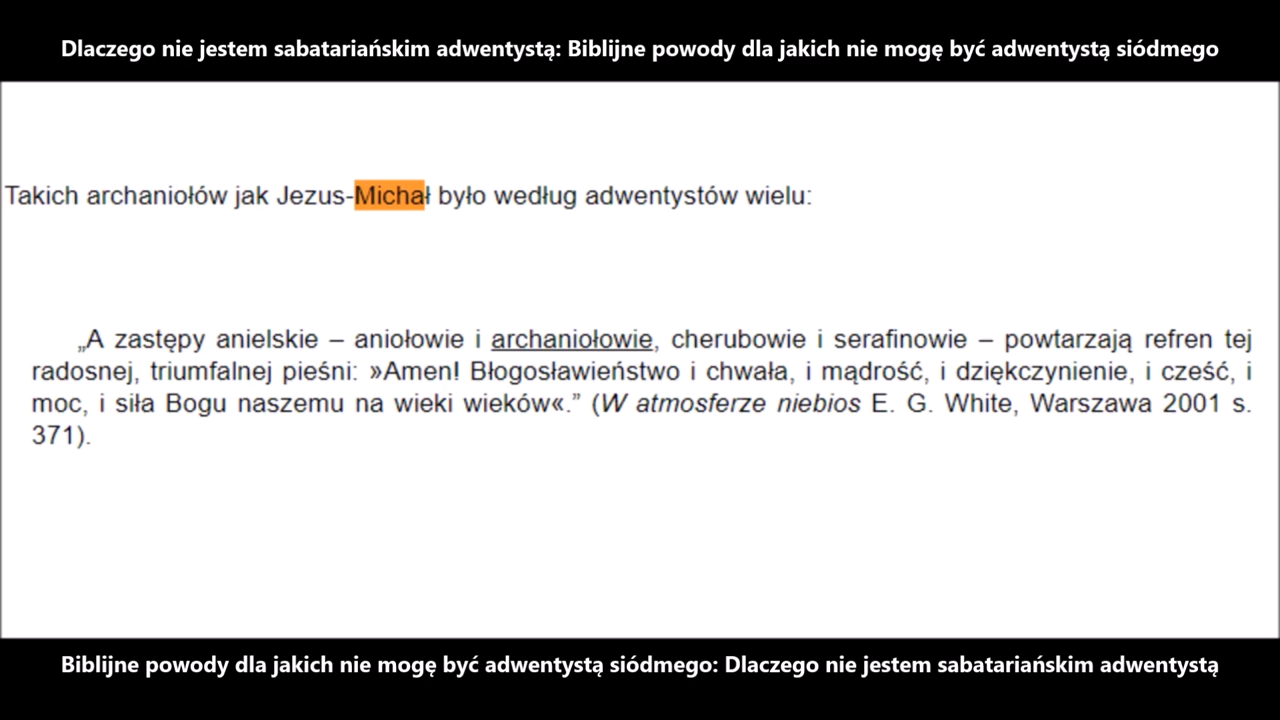 Dlaczego nie jestem sabatariańskim adwentystą: Biblijne powody dla jakich nie mogę być adwentystą siódmego
Takich archaniołów jak Jezus-Michał było według adwentystów wielu:
„A zastępy anielskie – aniołowie i archaniołowie, cherubowie i serafinowie – powtarzają refren tej
radosnej, triumfalnej pieśni: »Amen! Błogosławieństwo i chwała, i mądrość, i dziękczynienie, i cześć, i
moc, i siła Bogu naszemu na wieki wieków«.” (W atmosferze niebios E. G. White, Warszawa 2001 s.
371).
Biblijne powody dla jakich nie mogę być adwentystą siódmego: Dlaczego nie jestem sabatariańskim adwentystą